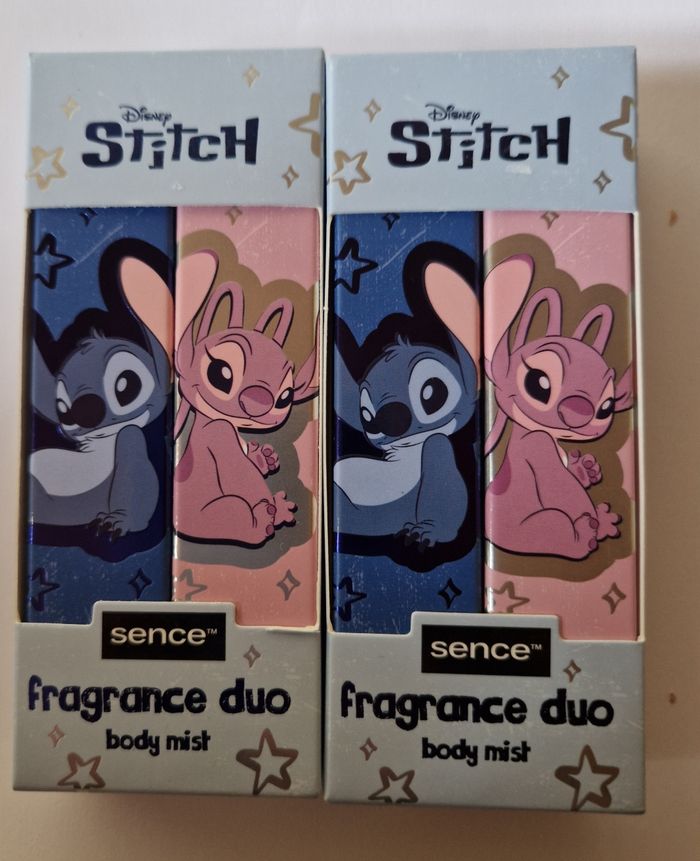 Disney
Stitch
sence™
fragrance duo
body mist
Disney
Stitch
sence™
fragrance duo
body mist